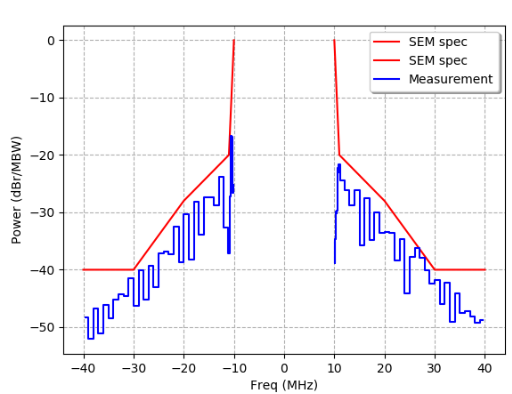 SEM spec
SEM spec
Measurement
0
−10
−20
−30
−40
−50
Power (dBr/MBW)
−40 −30 −20 −10 0 10 20 30 40
Freq (MHz)